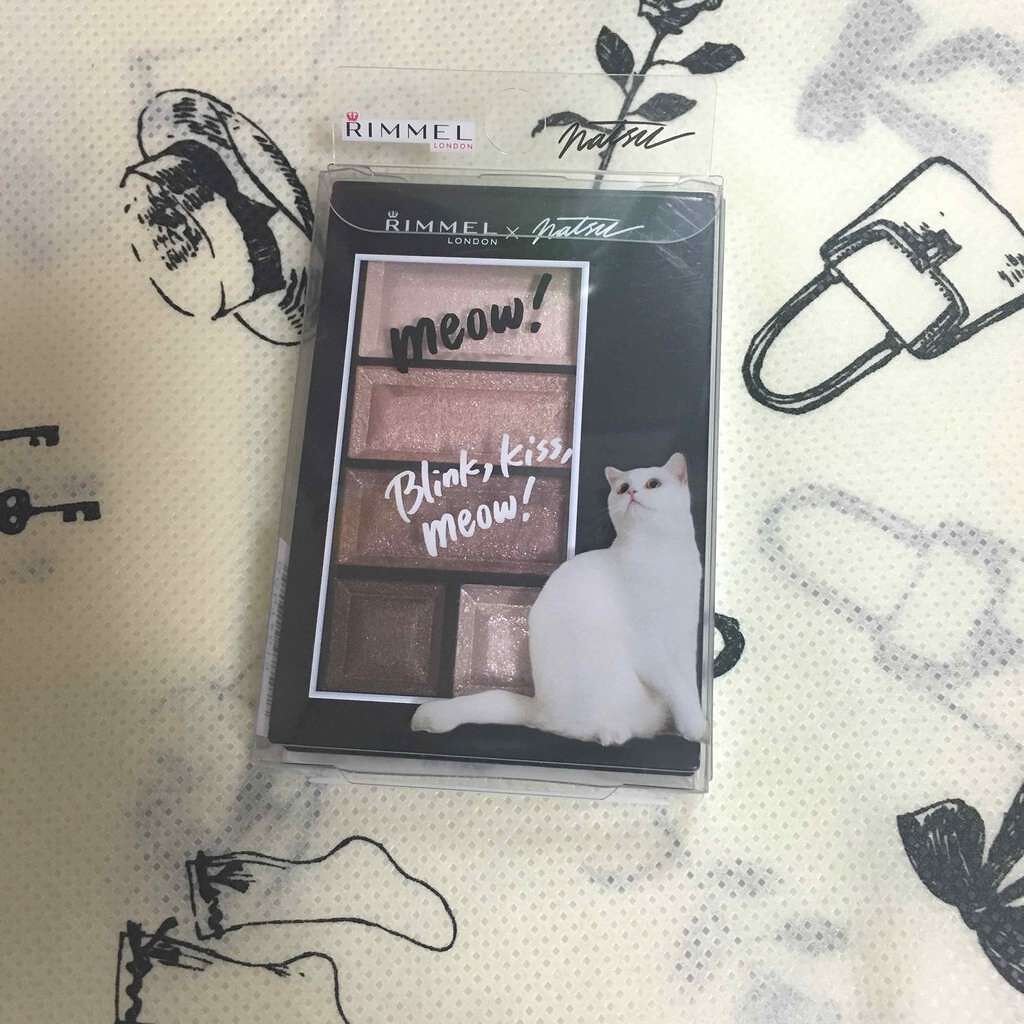 RIMMEL
LONDON
natsu
RIMMEL
LONDON
× natsu
meow!
Blink, kiss,
meow!